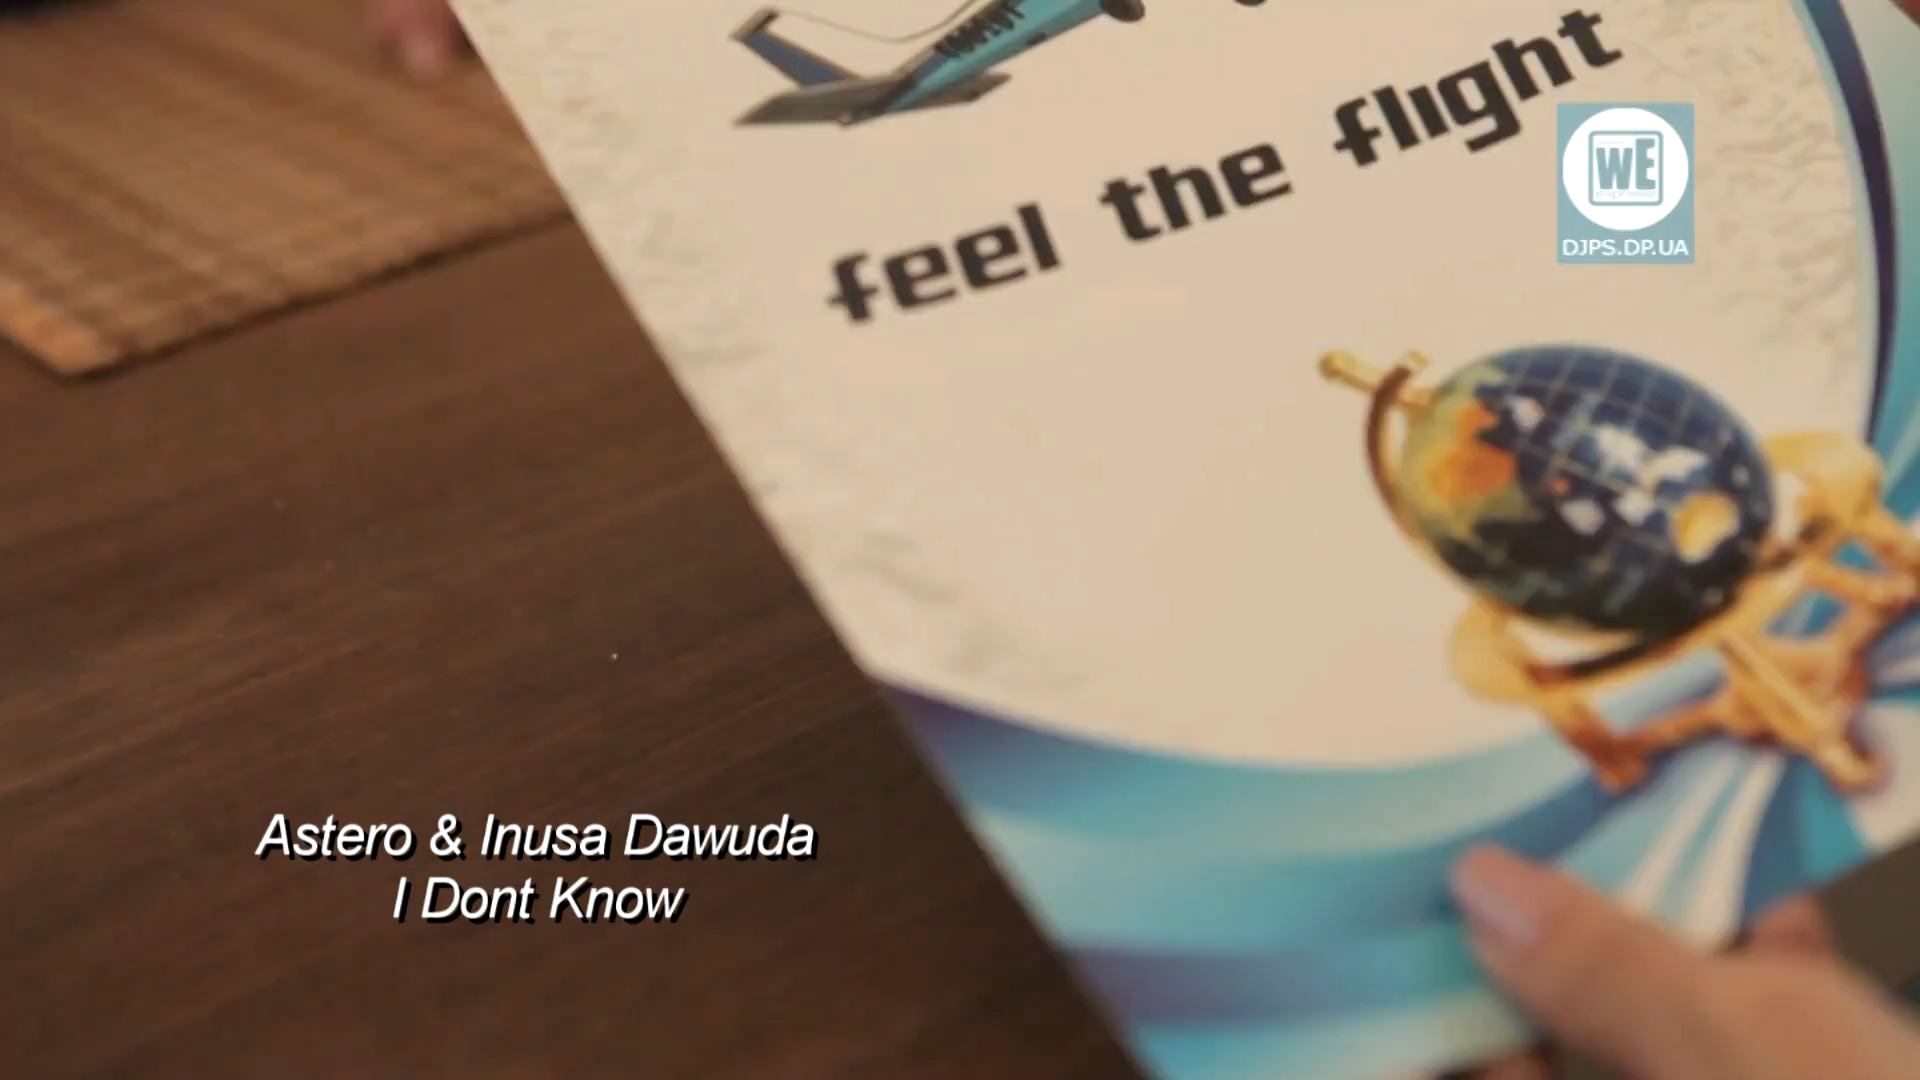 feel the flight
WE
DJPS.DP.UA
Astero & Inusa Dawuda
I Dont Know